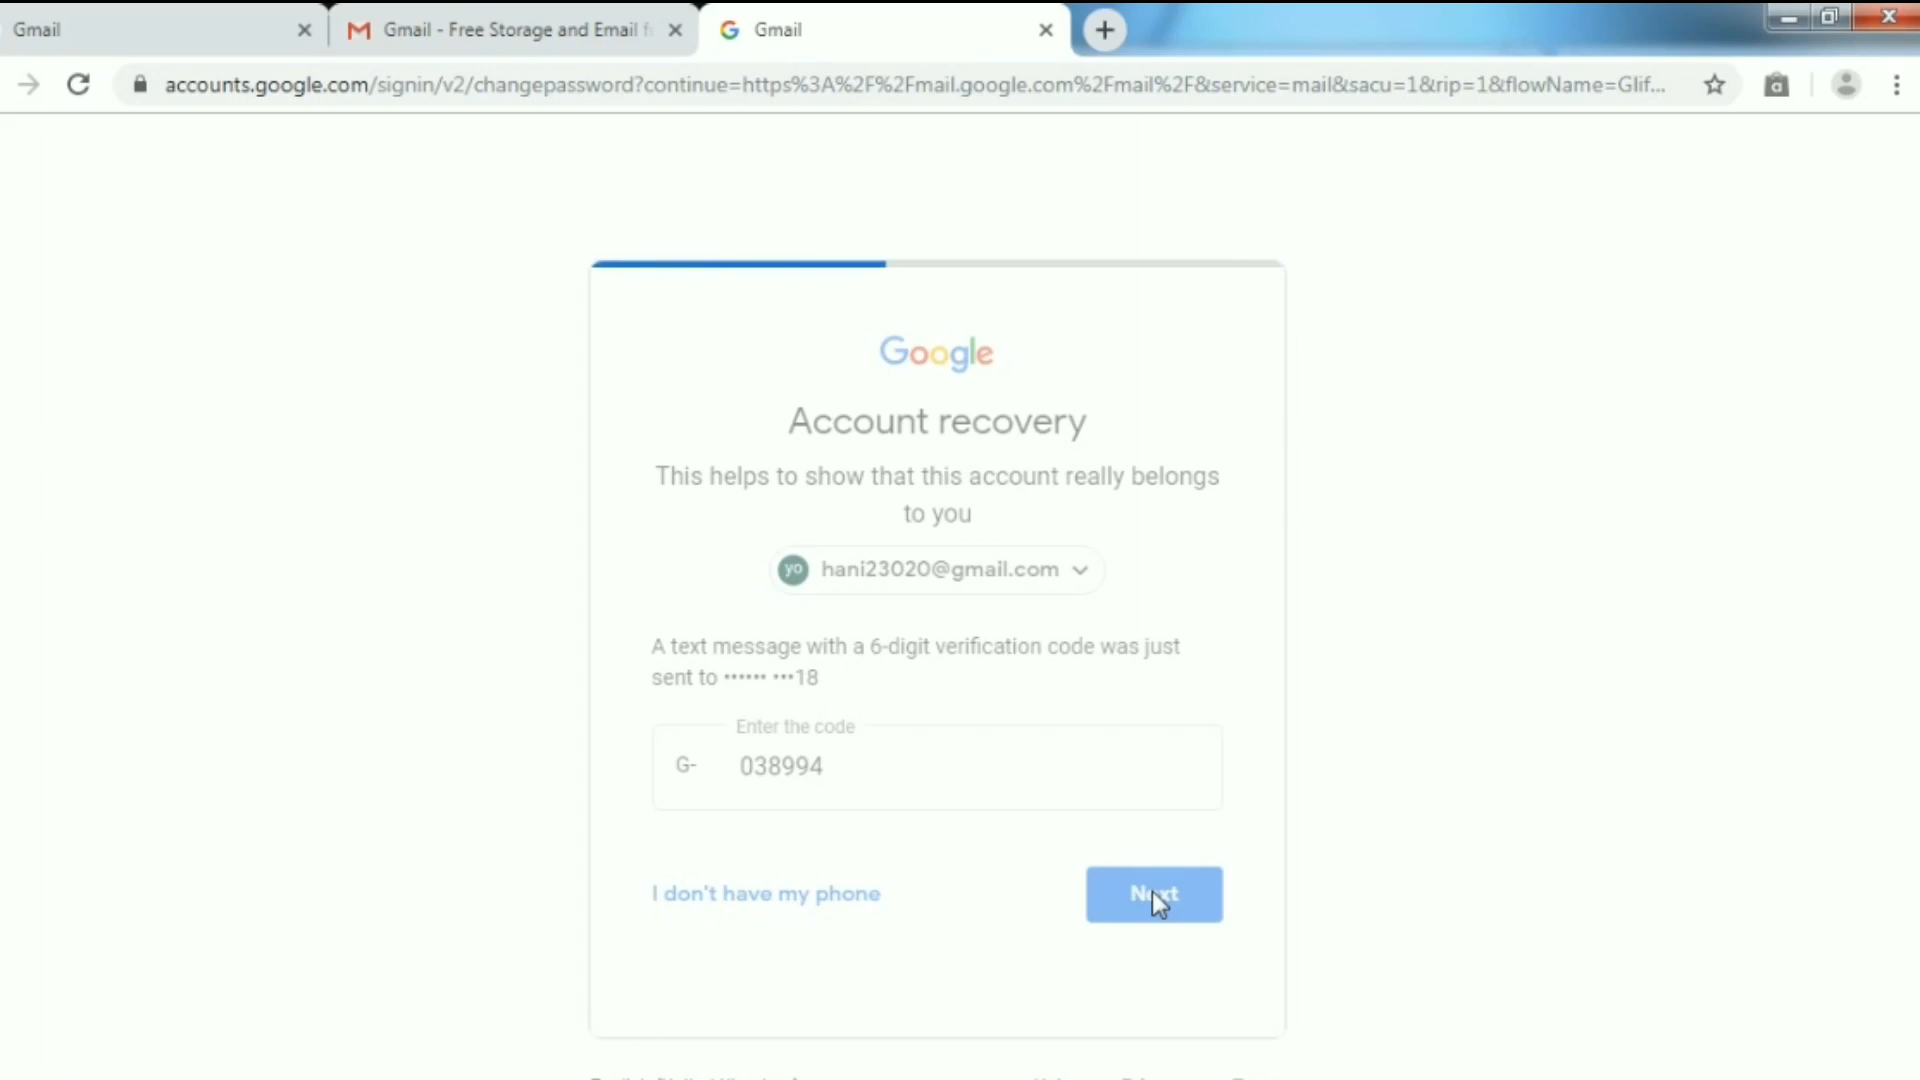 Gmail
Gmail - Free Storage and Email f
Gmail
accounts.google.com/signin/v2/changepassword?continue=https%3A%2F%2Fmail.google.com%2Fmail%2F&service=mail&sacu=1&rip=1&flowName=Glif...
Google
Account recovery
This helps to show that this account really belongs
to you
yo hani23020@gmail.com
A text message with a 6-digit verification code was just
sent to •••••• •••18
Enter the code
G- 038994
I don't have my phone
Next